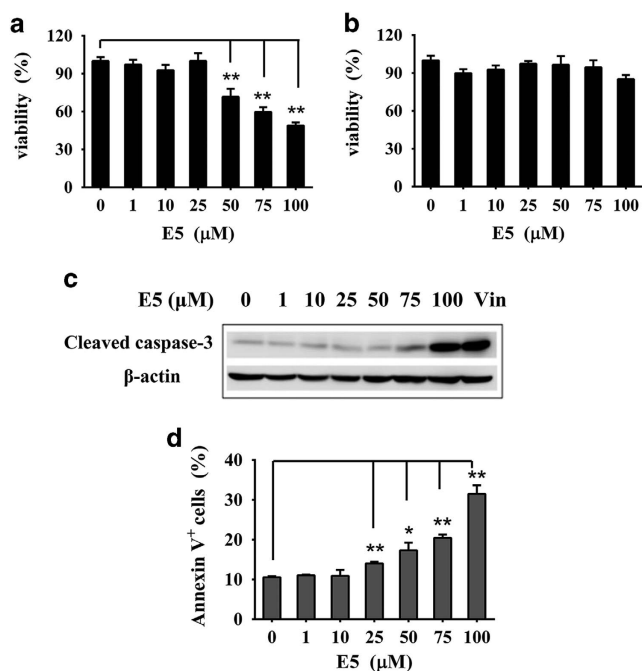 a
b
120
90
60
30
0
viability (%)
** ** **
0 1 10 25 50 75 100
E5 (μM)
120
90
60
30
0
viability (%)
0 1 10 25 50 75 100
E5 (μM)
c
E5 (μM) 0 1 10 25 50 75 100 Vin
Cleaved caspase-3
β-actin
d
40
30
20
10
0
Annexin V⁺ cells (%)
** * ** **
0 1 10 25 50 75 100
E5 (μM)